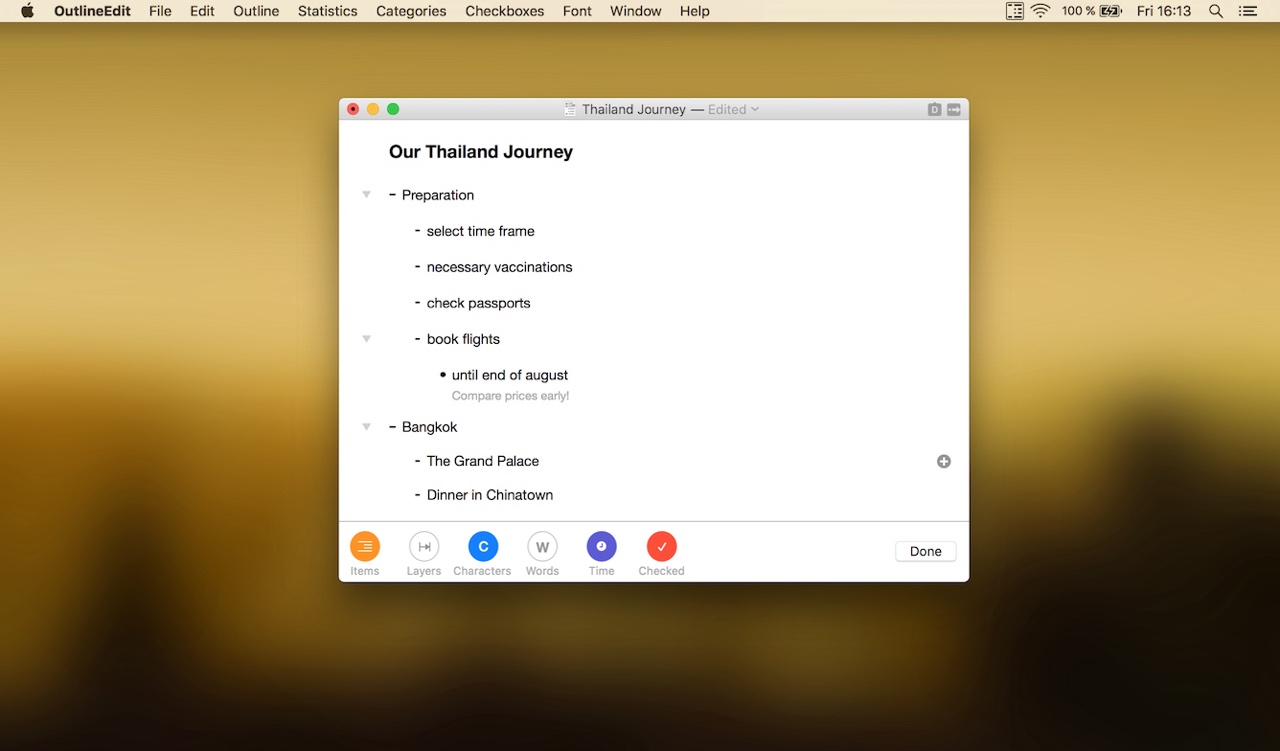 OutlineEdit File Edit Outline Statistics Categories Checkboxes Font Window Help 100 % Fri 16:13
Thailand Journey — Edited D
Our Thailand Journey
- Preparation
- select time frame
- necessary vaccinations
- check passports
- book flights
• until end of august
Compare prices early!
- Bangkok
- The Grand Palace
- Dinner in Chinatown
C W
Items Layers Characters Words Time Checked
Done